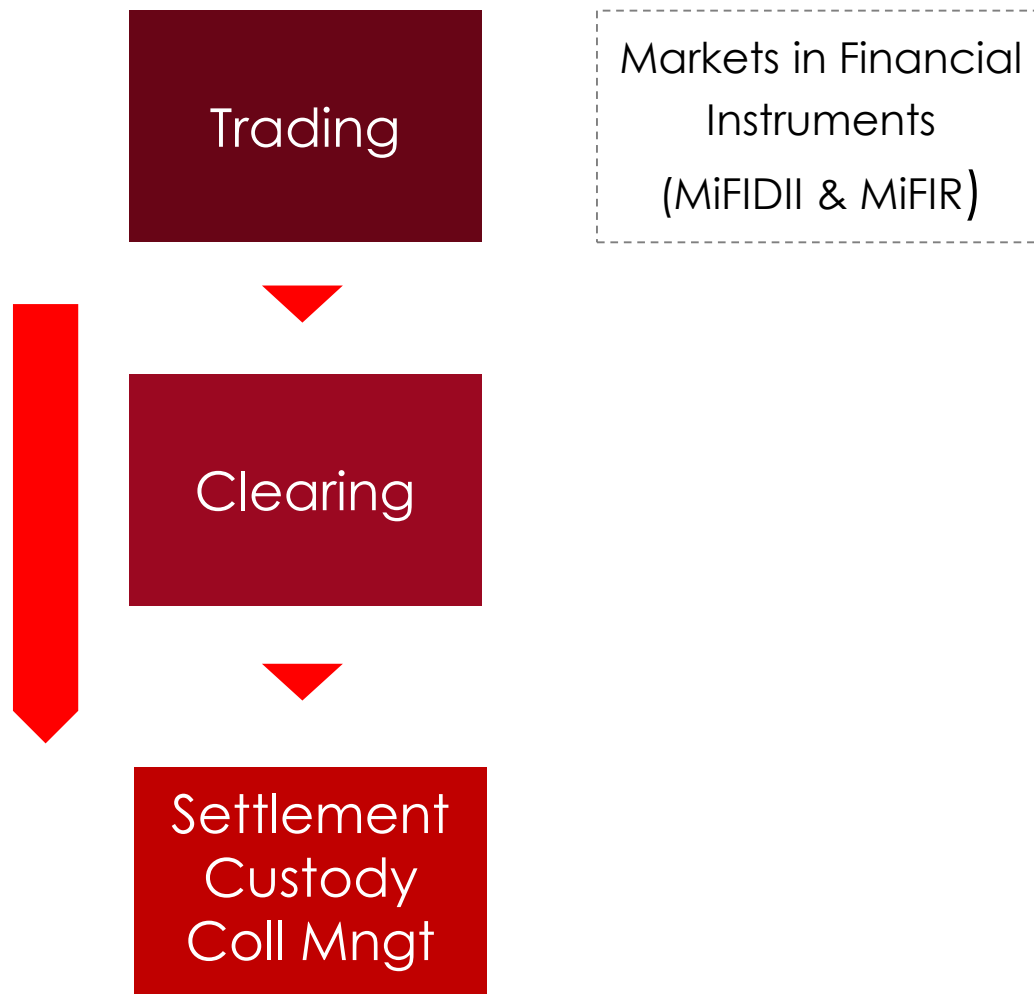 Trading
Markets in Financial
Instruments
(MiFIDII & MiFIR)
Clearing
Settlement
Custody
Coll Mngt